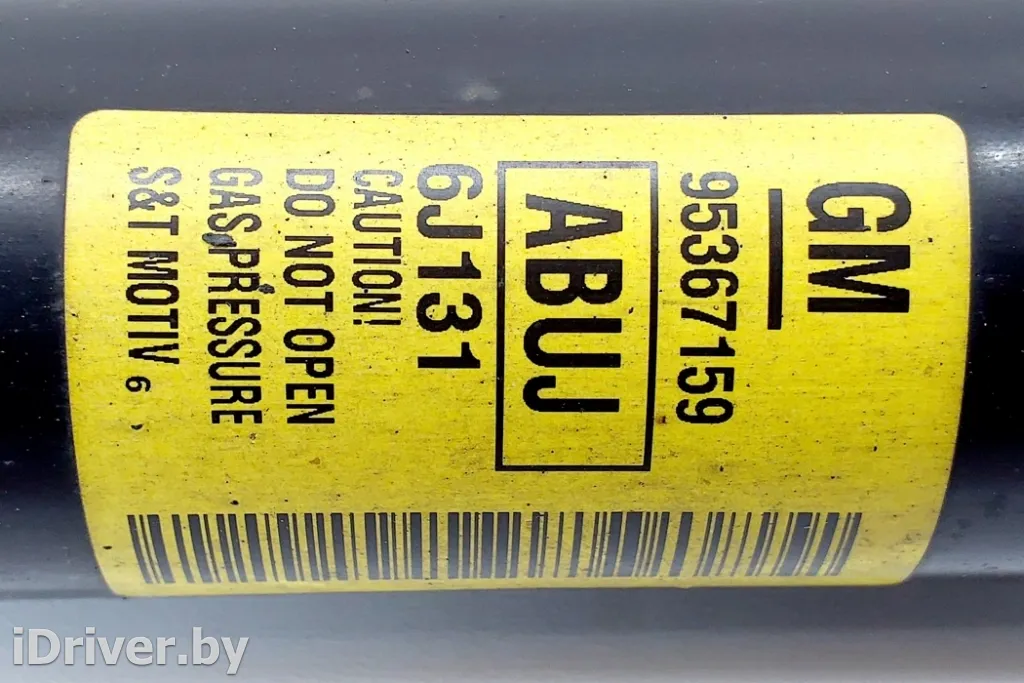 GM
95367159
ABUJ
6J131
CAUTION!
DO NOT OPEN
GAS PRESSURE
S&T MOTIV 6
iDriver.by